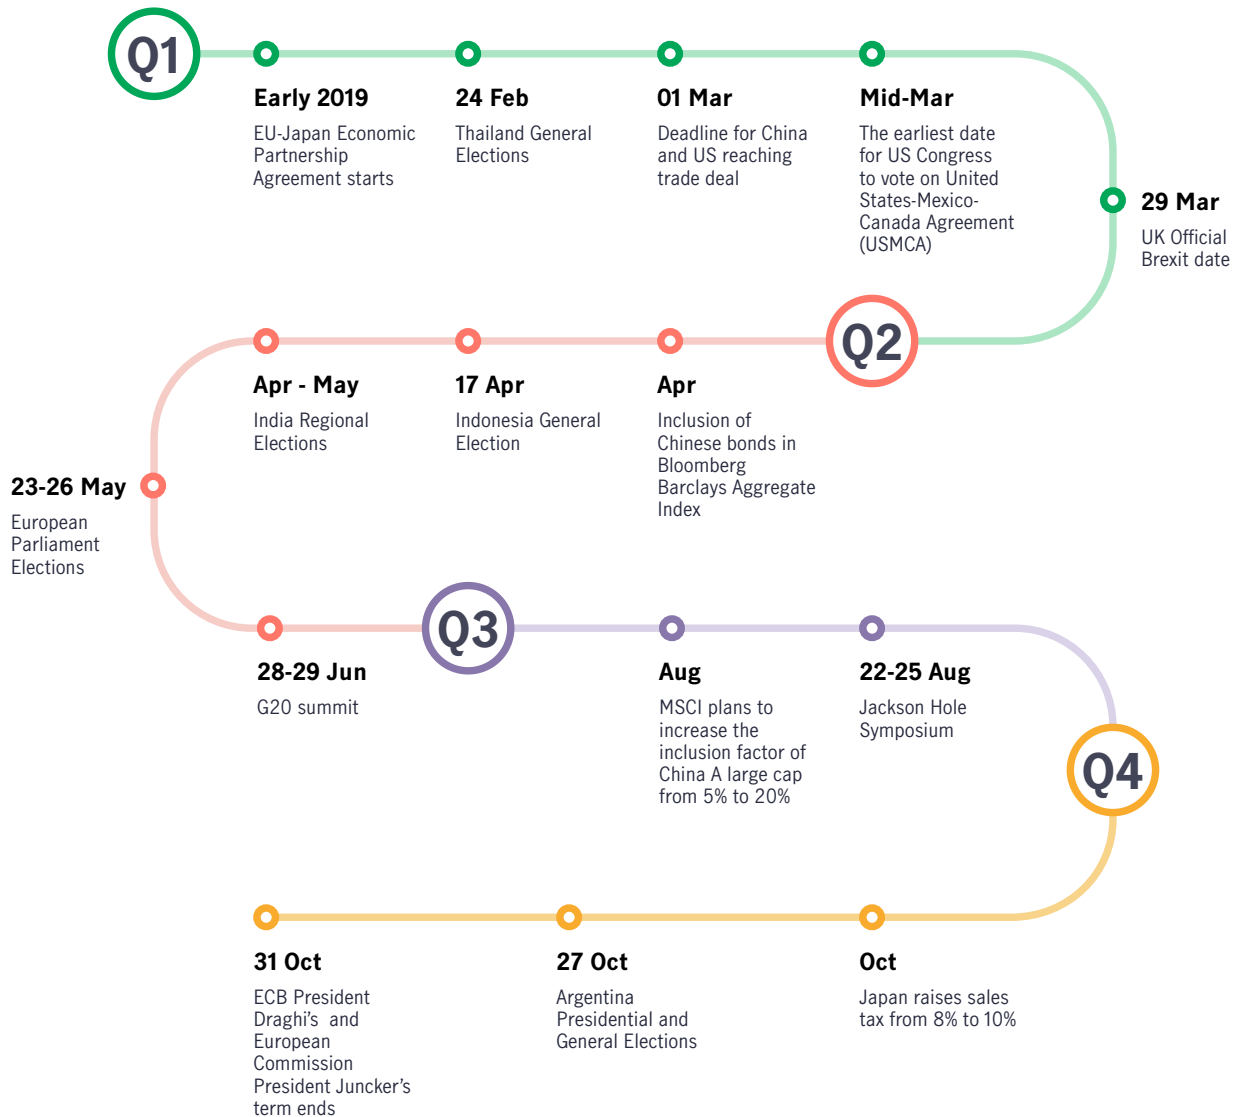 Q1
Early 2019
EU-Japan Economic
Partnership
Agreement starts
24 Feb
Thailand General
Elections
01 Mar
Deadline for China
and US reaching
trade deal
Mid-Mar
The earliest date
for US Congress
to vote on United
States-Mexico-
Canada Agreement
(USMCA)
29 Mar
UK Official
Brexit date
Q2
Apr
Inclusion of
Chinese bonds in
Bloomberg
Barclays Aggregate
Index
17 Apr
Indonesia General
Election
Apr - May
India Regional
Elections
23-26 May
European
Parliament
Elections
28-29 Jun
G20 summit
Q3
Aug
MSCI plans to
increase the
inclusion factor of
China A large cap
from 5% to 20%
22-25 Aug
Jackson Hole
Symposium
Q4
Oct
Japan raises sales
tax from 8% to 10%
27 Oct
Argentina
Presidential and
General Elections
31 Oct
ECB President
Draghi's  and
European
Commission
President Juncker's
term ends